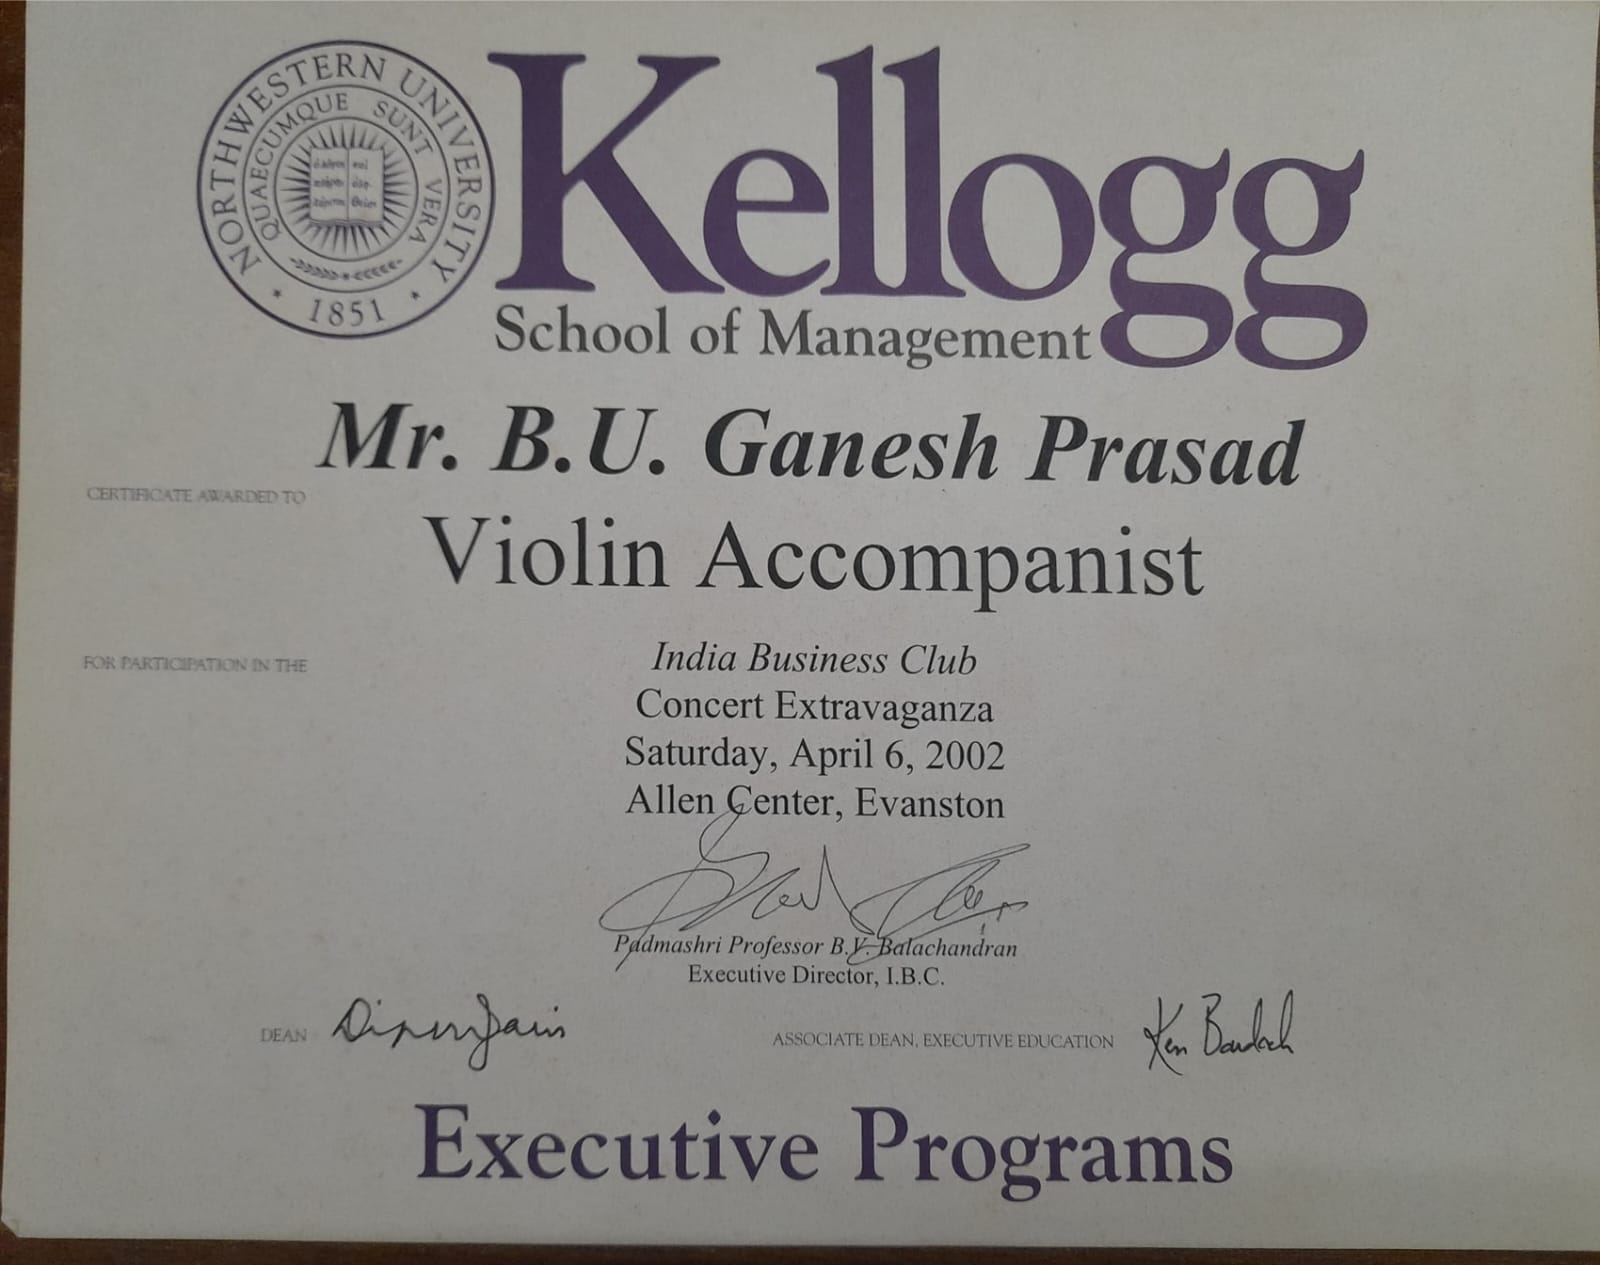 NORTHWESTERN UNIVERSITY
QUAECUMQUE SUNT VERA
1851
Kellogg
School of Management
Mr. B.U. Ganesh Prasad
CERTIFICATE AWARDED TO
Violin Accompanist
FOR PARTICIPATION IN THE
India Business Club
Concert Extravaganza
Saturday, April 6, 2002
Allen Center, Evanston
Padmashri Professor B.V. Balachandran
Executive Director, I.B.C.
DEAN Dipak Jain
ASSOCIATE DEAN, EXECUTIVE EDUCATION Ken Bardach
Executive Programs